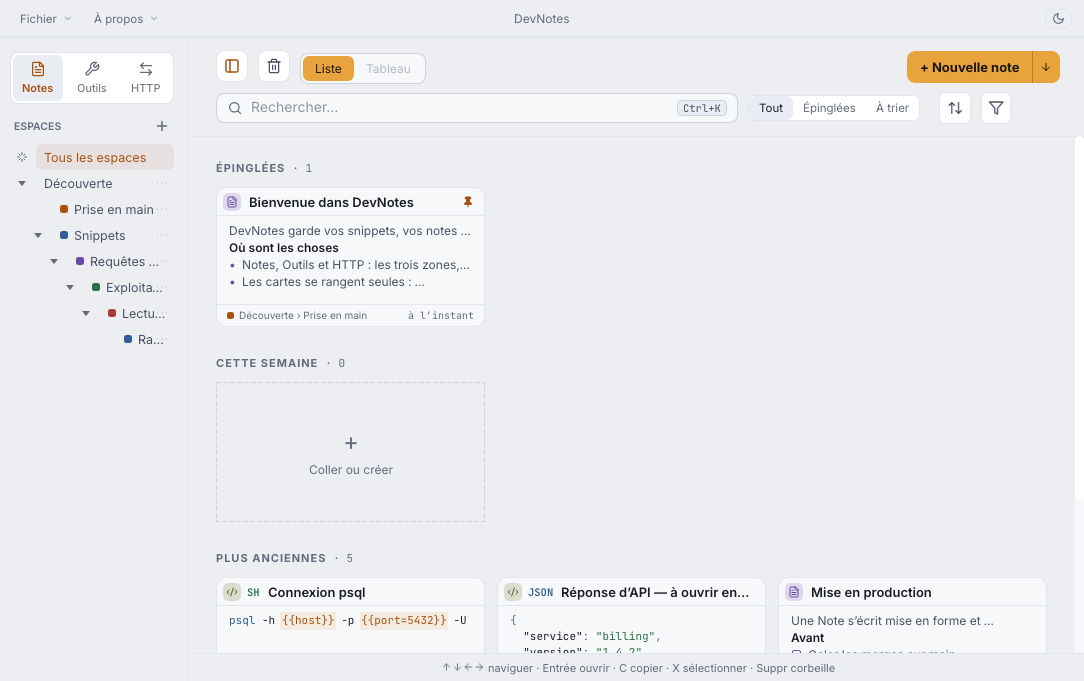 Fichier
À propos
DevNotes
Notes
Outils
HTTP
ESPACES
Tous les espaces
Découverte
Prise en main
Snippets
Requêtes ...
Exploita...
Lectu...
Ra...
Liste
Tableau
+ Nouvelle note
Rechercher...
Ctrl+K
Tout
Épinglées
À trier
ÉPINGLÉES · 1
Bienvenue dans DevNotes
DevNotes garde vos snippets, vos notes ...
Où sont les choses
• Notes, Outils et HTTP : les trois zones,...
• Les cartes se rangent seules : ...
Découverte › Prise en main
à l’instant
CETTE SEMAINE · 0
+
Coller ou créer
PLUS ANCIENNES · 5
</> SH Connexion psql
psql -h {{host}} -p {{port=5432}} -U
</> JSON Réponse d’API — à ouvrir en...
{
"service": "billing",
"version": "1.4.2"
Mise en production
Une Note s’écrit mise en forme et ...
Avant
↑↓←→ naviguer · Entrée ouvrir · C copier · X sélectionner · Suppr corbeille